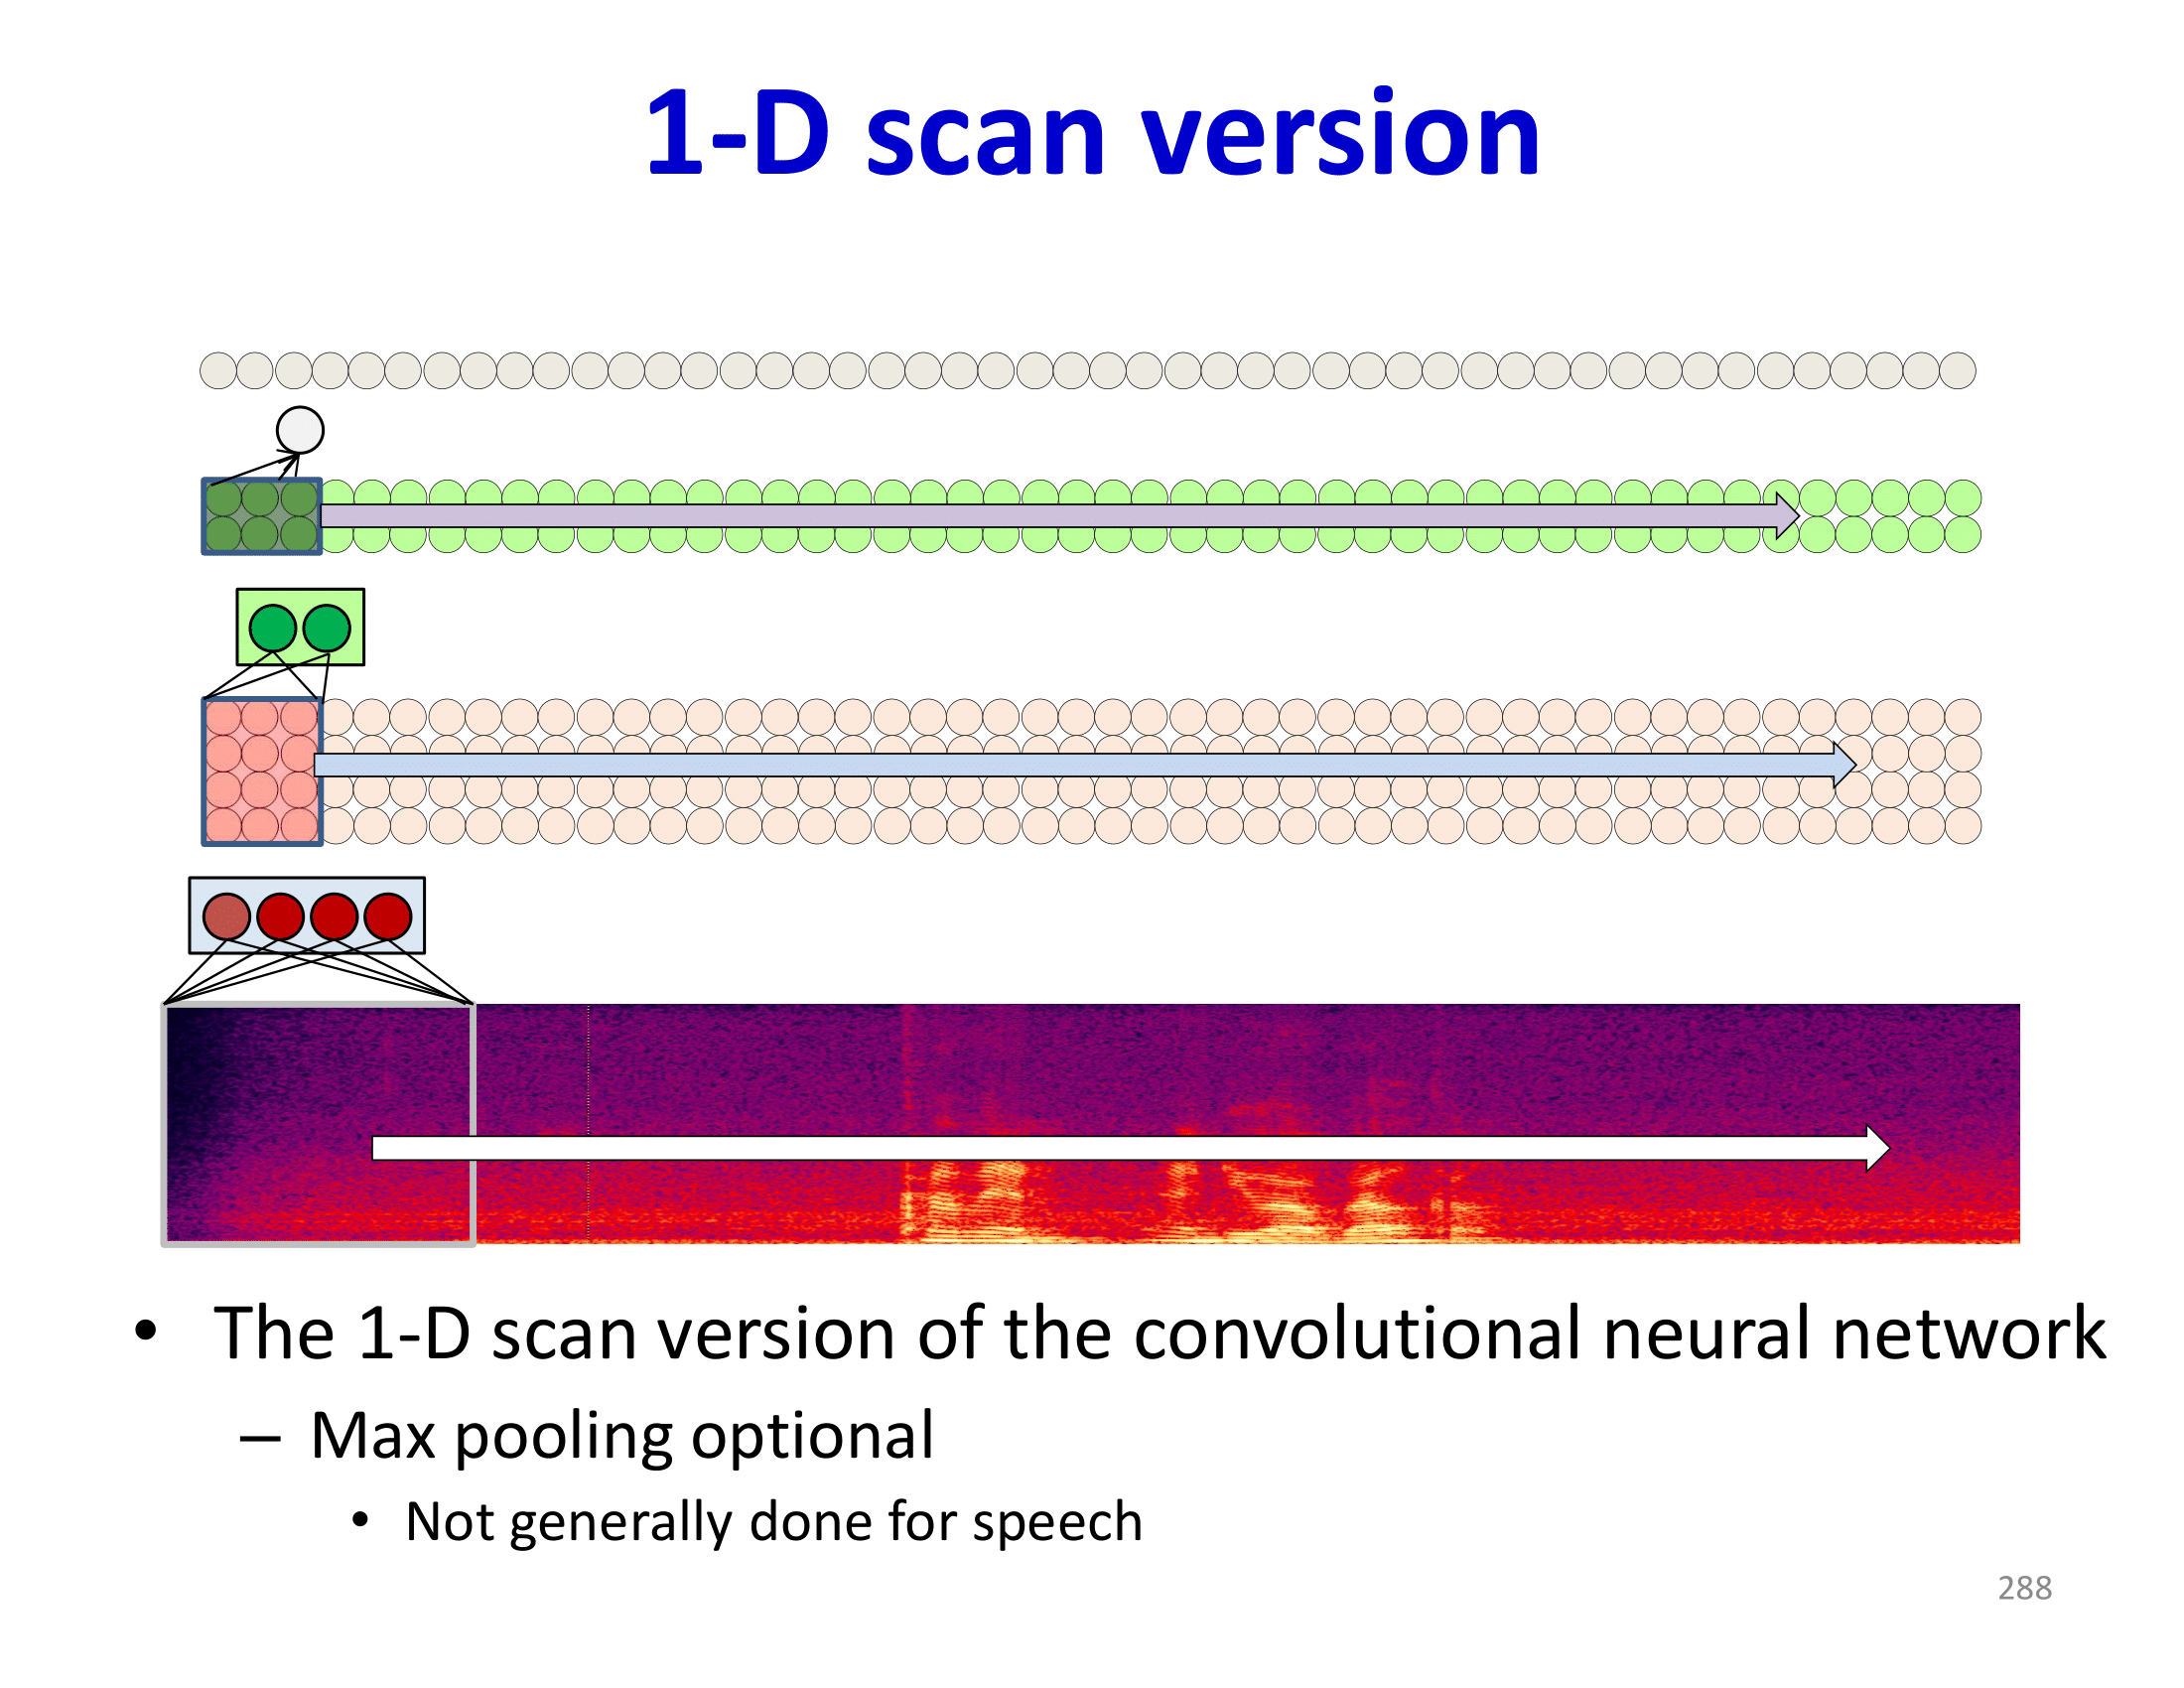 1-D scan version
• The 1-D scan version of the convolutional neural network
– Max pooling optional
• Not generally done for speech
288